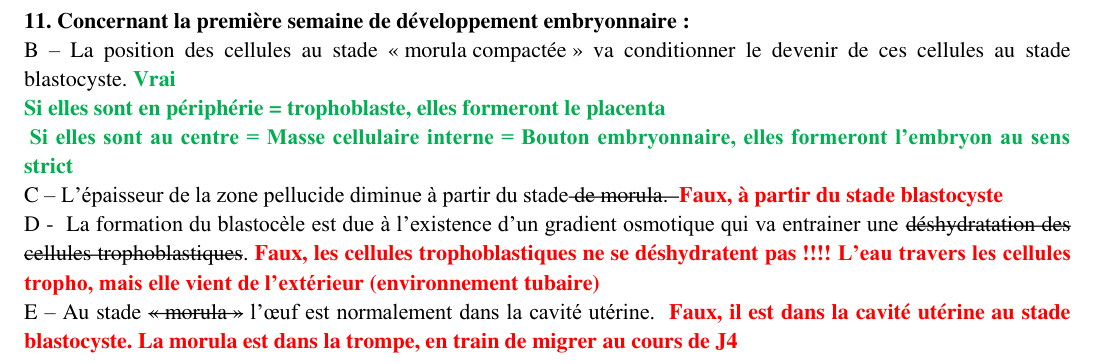 11. Concernant la première semaine de développement embryonnaire :
B – La position des cellules au stade « morula compactée » va conditionner le devenir de ces cellules au stade
blastocyste. Vrai
Si elles sont en périphérie = trophoblaste, elles formeront le placenta
Si elles sont au centre = Masse cellulaire interne = Bouton embryonnaire, elles formeront l’embryon au sens
strict
C – L’épaisseur de la zone pellucide diminue à partir du stade de morula. Faux, à partir du stade blastocyste
D - La formation du blastocèle est due à l’existence d’un gradient osmotique qui va entrainer une déshydratation des
cellules trophoblastiques. Faux, les cellules trophoblastiques ne se déshydratent pas !!!! L’eau travers les cellules
tropho, mais elle vient de l’extérieur (environnement tubaire)
E – Au stade « morula » l’œuf est normalement dans la cavité utérine. Faux, il est dans la cavité utérine au stade
blastocyste. La morula est dans la trompe, en train de migrer au cours de J4